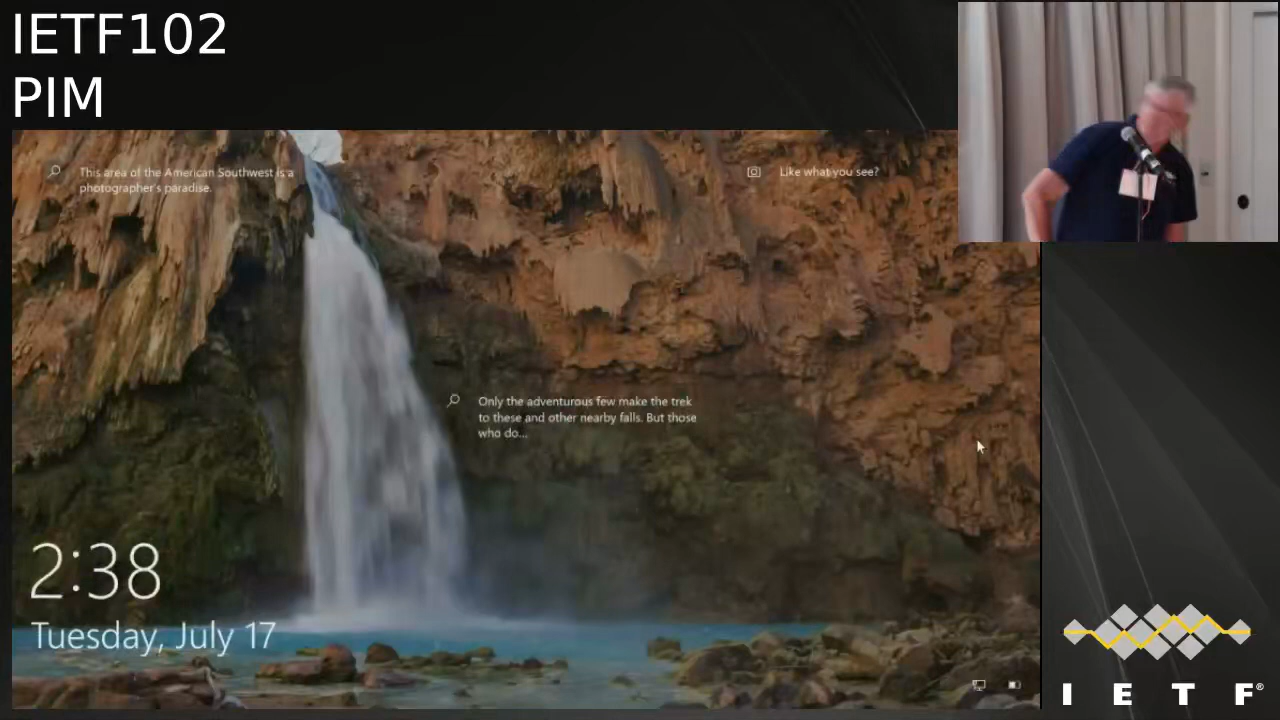 IETF102
PIM
This area of the American Southwest is a
photographer's paradise.
Like what you see?
Only the adventurous few make the trek
to these and other nearby falls. But those
who do...
2:38
Tuesday, July 17
I E T F®